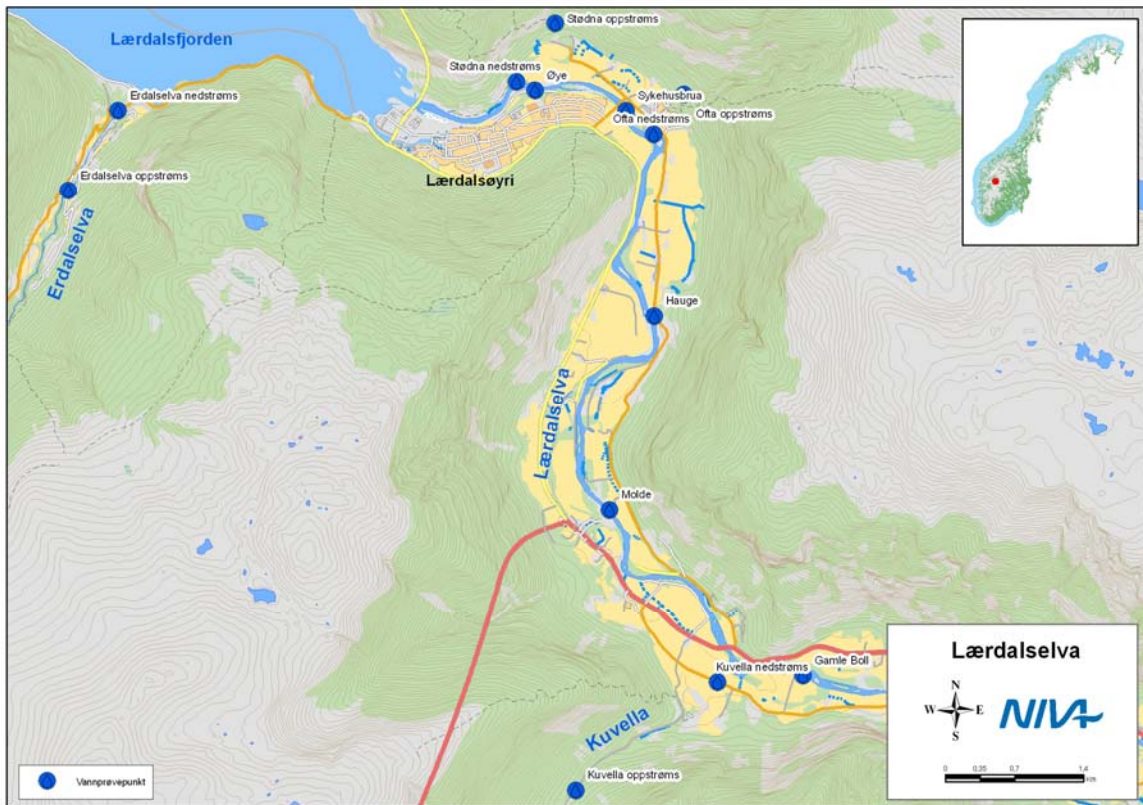 Lærdalsfjorden
Stødna oppstrøms
Stødna nedstrøms
Øye
Erdalselva nedstrøms
Sykehusbrua
Ofta nedstrøms
Ofta oppstrøms
Erdalselva oppstrøms
Lærdalsøyri
Erdalselva
Hauge
Lærdalselva
Molde
Kuvella nedstrøms
Gamle Boll
Kuvella
Kuvella oppstrøms
Vannprøvepunkt
Lærdalselva
N
W E
S
NIVA
0 0,35 0,7 1,4